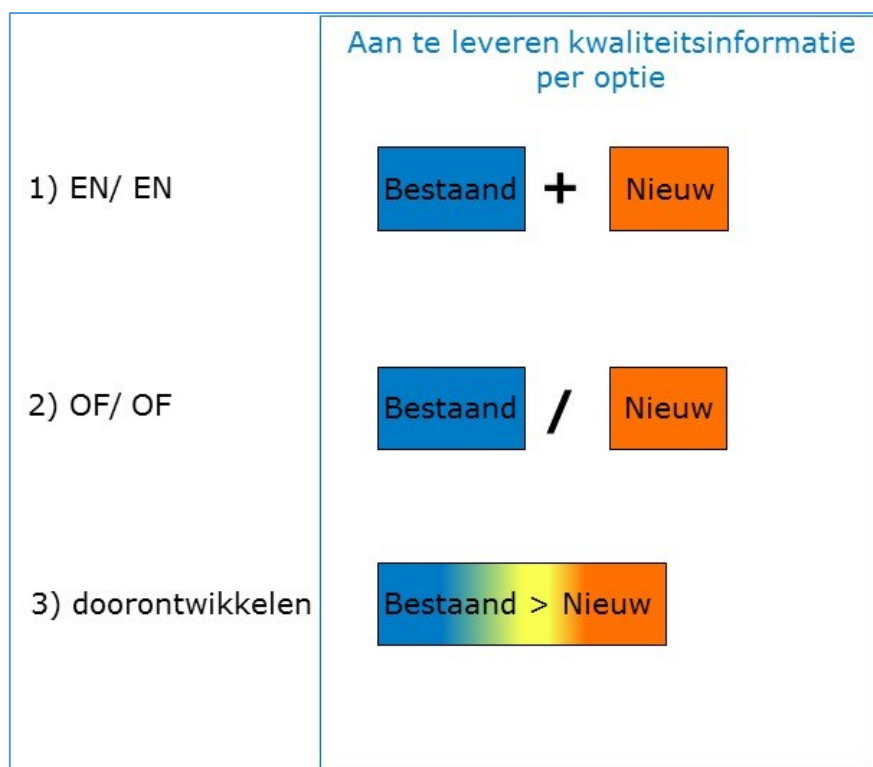 Aan te leveren kwaliteitsinformatie
per optie
1) EN/ EN
Bestaand + Nieuw
2) OF/ OF
Bestaand / Nieuw
3) doorontwikkelen
Bestaand > Nieuw